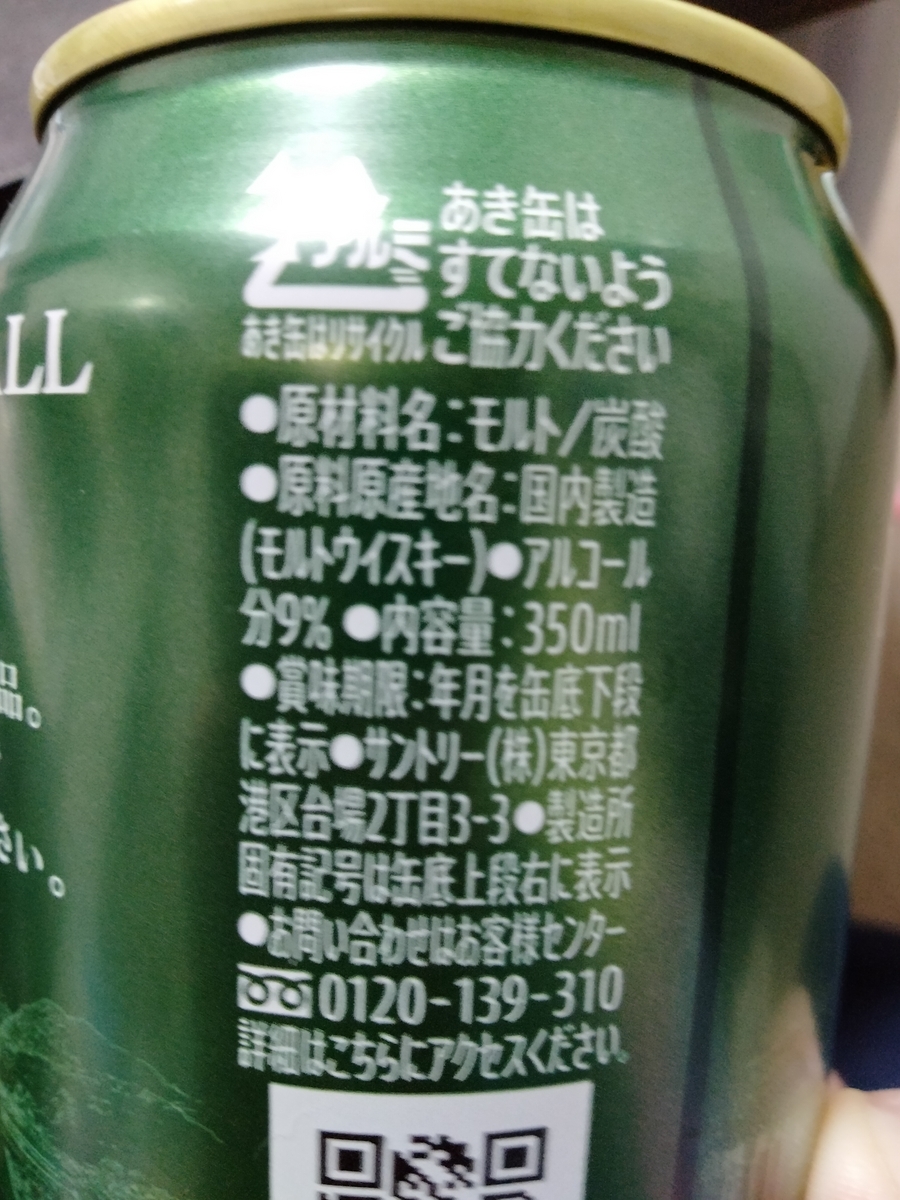 LL
あき缶は
すてないよう
ご協力ください
アルミ
あき缶はリサイクル
●原材料名：モルト／炭酸
●原料原産地名：国内製造
(モルトウイスキー)●アルコール
分9% ●内容量：350ml
●賞味期限：年月を缶底下段
に表示●サントリー(株)東京都
港区台場2丁目3-3●製造所
固有記号は缶底上段右に表示
●お問い合わせはお客様センター
0120-139-310
詳細はこちらにアクセスください。
品。
さい。